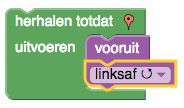 herhalen totdat
uitvoeren vooruit
linksaf ↺